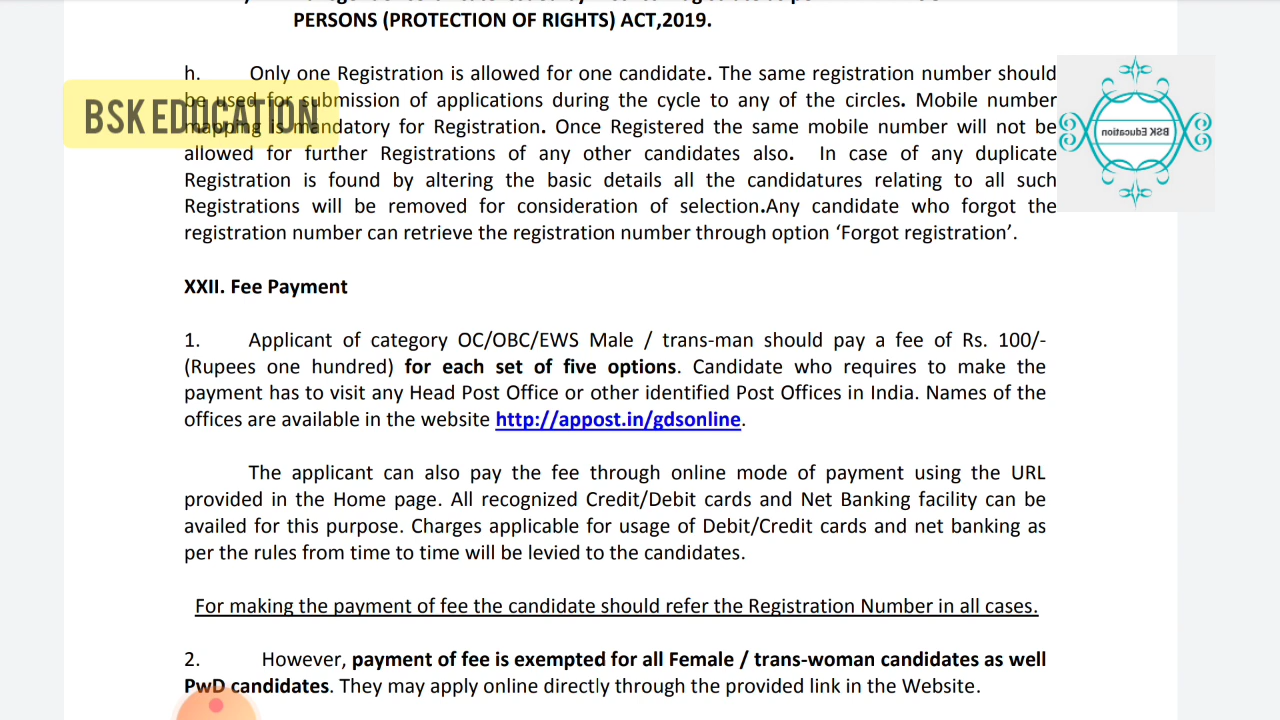 PERSONS (PROTECTION OF RIGHTS) ACT,2019.
h. Only one Registration is allowed for one candidate. The same registration number should
be used for submission of applications during the cycle to any of the circles. Mobile number
mapping is mandatory for Registration. Once Registered the same mobile number will not be
allowed for further Registrations of any other candidates also. In case of any duplicate
Registration is found by altering the basic details all the candidatures relating to all such
Registrations will be removed for consideration of selection.Any candidate who forgot the
registration number can retrieve the registration number through option ‘Forgot registration’.
BSK EDUCATION
BSK Education
XXII. Fee Payment
1. Applicant of category OC/OBC/EWS Male / trans-man should pay a fee of Rs. 100/-
(Rupees one hundred) for each set of five options. Candidate who requires to make the
payment has to visit any Head Post Office or other identified Post Offices in India. Names of the
offices are available in the website http://appost.in/gdsonline.
The applicant can also pay the fee through online mode of payment using the URL
provided in the Home page. All recognized Credit/Debit cards and Net Banking facility can be
availed for this purpose. Charges applicable for usage of Debit/Credit cards and net banking as
per the rules from time to time will be levied to the candidates.
For making the payment of fee the candidate should refer the Registration Number in all cases.
2. However, payment of fee is exempted for all Female / trans-woman candidates as well
PwD candidates. They may apply online directly through the provided link in the Website.